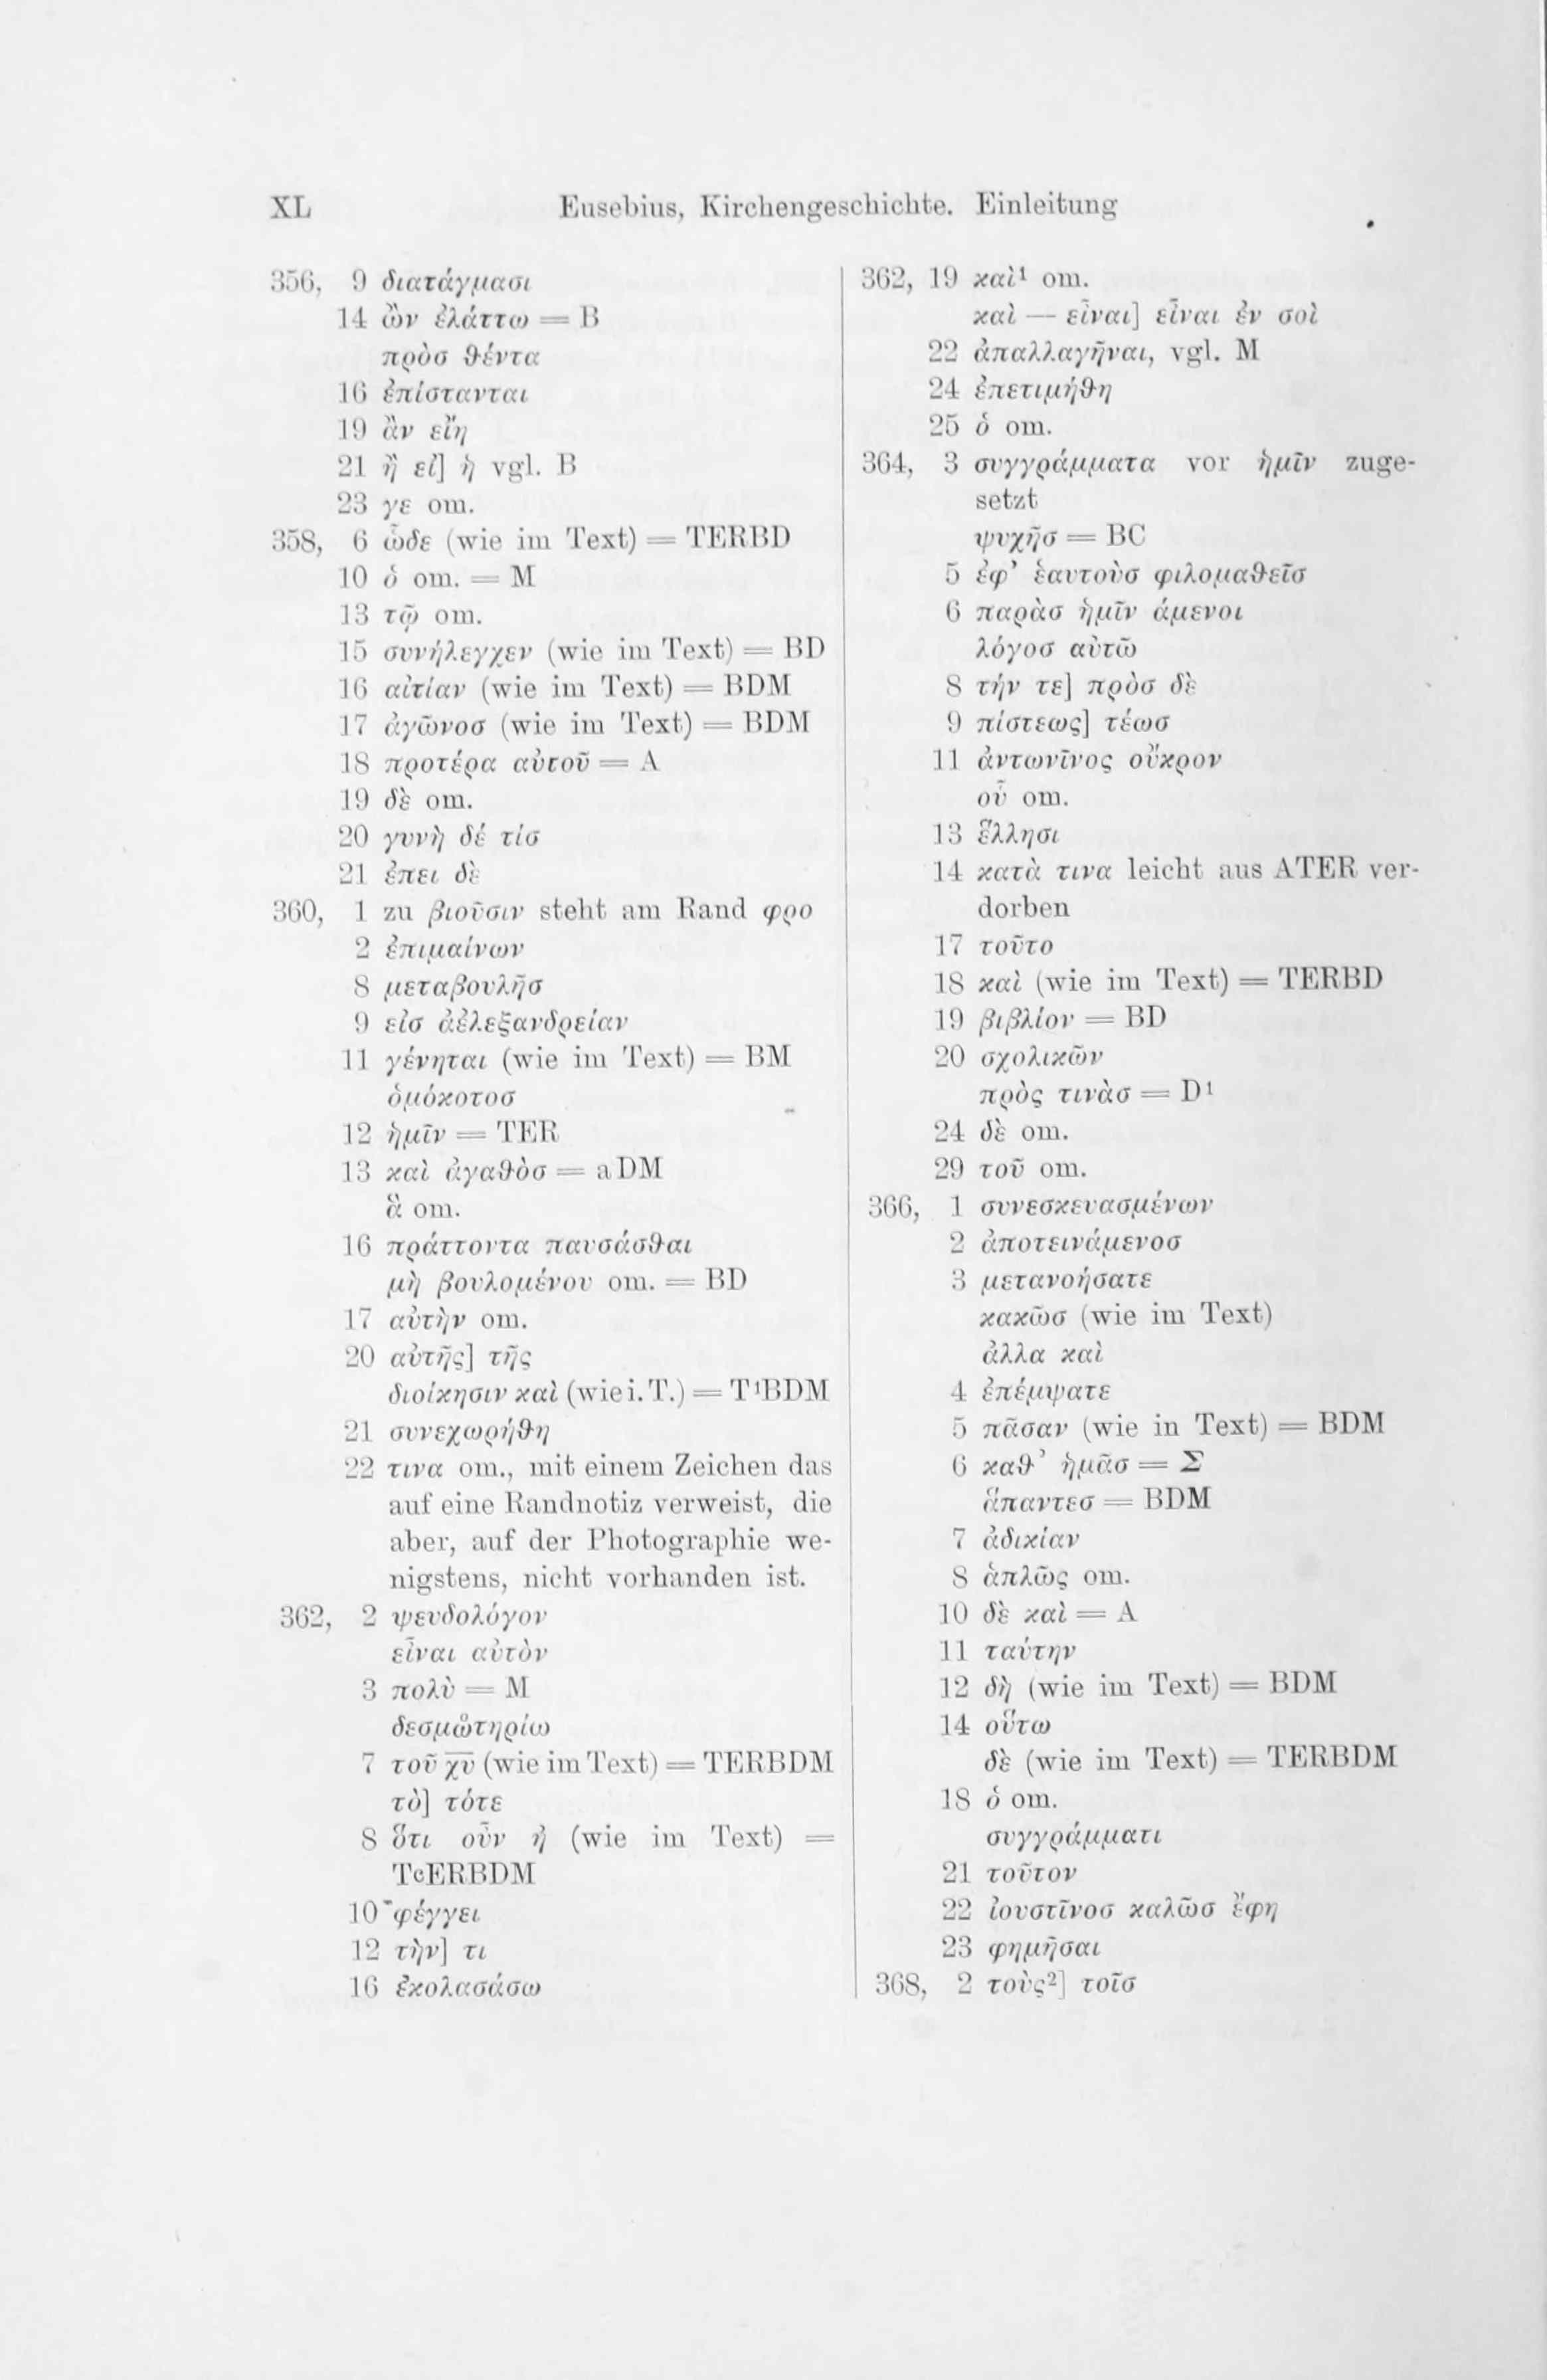 XL Eusebius, Kirchengeschichte. Einleitung
356, 9 διατάγμασι
14 ὢν ἐλάττω = B
πρὸσ θέντα
16 ἐπίστανται
19 ἂν εἴη
21 ἢ εἰ] ἡ vgl. B
23 γε om.
358, 6 ὧδε (wie im Text) = TERBD
10 ὁ om. = M
13 τῷ om.
15 συνήλεγχεν (wie im Text) = BD
16 αἰτίαν (wie im Text) = BDM
17 ἀγῶνοσ (wie im Text) = BDM
18 προτέρα αὐτοῦ = A
19 δὲ om.
20 γυνὴ δέ τίσ
21 ἐπει δὲ
360, 1 zu βιοῦσιν steht am Rand φρο
2 ἐπιμαίνων
8 μεταβουλῆσ
9 εἰσ ἀἐλεξανδρείαν
11 γένηται (wie im Text) = BM
ὁμόκοτοσ
12 ἡμῖν = TER
13 καὶ ἀγαθὸσ = aDM
ἃ om.
16 πράττοντα παυσάσθαι
μὴ βουλομένου om. = BD
17 αὐτὴν om.
20 αὐτῆς] τῆς
διοίκησιν καὶ (wie i. T.) = T¹BDM
21 συνεχωρήθη
22 τινα om., mit einem Zeichen das
auf eine Randnotiz verweist, die
aber, auf der Photographie we-
nigstens, nicht vorhanden ist.
362, 2 ψευδολόγον
εἶναι αὐτὸν
3 πολὺ = M
δεσμώτηρίω
7 τοῦ χ̅υ̅ (wie im Text) = TERBDM
τὸ] τότε
8 ὅτι οὖν ἡ (wie im Text) =
TcERBDM
10 φέγγει
12 τὴν] τι
16 ἐκολασάσω
362, 19 καὶ¹ om.
καὶ — εἶναι] εἶναι ἐν σοὶ
22 ἀπαλλαγῆναι, vgl. M
24 ἐπετιμήθη
25 ὁ om.
364, 3 συγγράμματα vor ἡμῖν zuge-
setzt
ψυχῆσ = BC
5 ἐφ’ ἑαυτοὺσ φιλομαθεῖσ
6 παρὰσ ἡμῖν άμενοι
λόγοσ αὐτῶ
8 τήν τε] πρὸσ δὲ
9 πίστεως] τέωσ
11 ἀντωνῖνος οὔκρον
οὗ om.
13 ἕλλησι
14 κατὰ τινα leicht aus ATER ver-
dorben
17 τοῦτο
18 καὶ (wie im Text) = TERBD
19 βιβλίον = BD
20 σχολικῶν
πρὸς τινὰσ = D¹
24 δὲ om.
29 τοῦ om.
366, 1 συνεσκευασμένων
2 ἀποτεινάμενοσ
3 μετανοήσατε
κακῶσ (wie im Text)
ἀλλα καὶ
4 ἐπέμψατε
5 πᾶσαν (wie in Text) = BDM
6 καθ’ ἡμᾶσ = Σ
ἅπαντεσ = BDM
7 ἀδικίαν
8 ἁπλῶς om.
10 δὲ καὶ = A
11 ταύτην
12 δὴ (wie im Text) = BDM
14 οὕτω
δὲ (wie im Text) = TERBDM
18 ὁ om.
συγγράμματι
21 τοῦτον
22 ἰουστῖνοσ καλῶσ ἔφη
23 φημῆσαι
368, 2 τοὺς²] τοῖσ